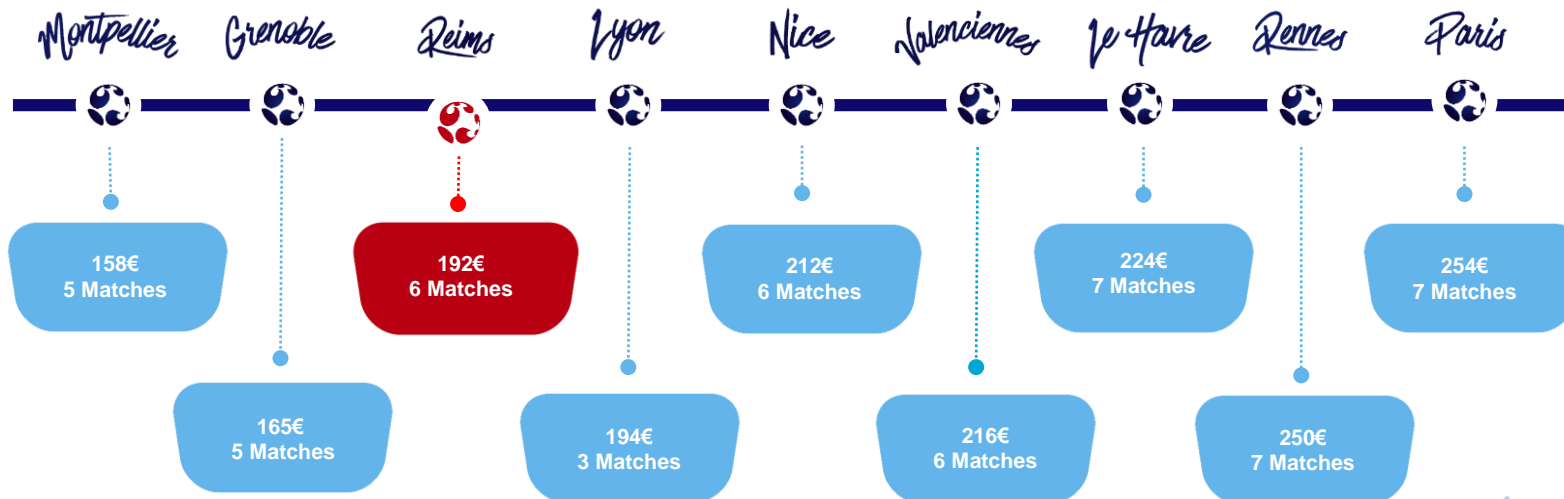 Montpellier
Grenoble
Reims
Lyon
Nice
Valenciennes
Le Havre
Rennes
Paris
158€
5 Matches
192€
6 Matches
212€
6 Matches
224€
7 Matches
254€
7 Matches
165€
5 Matches
194€
3 Matches
216€
6 Matches
250€
7 Matches